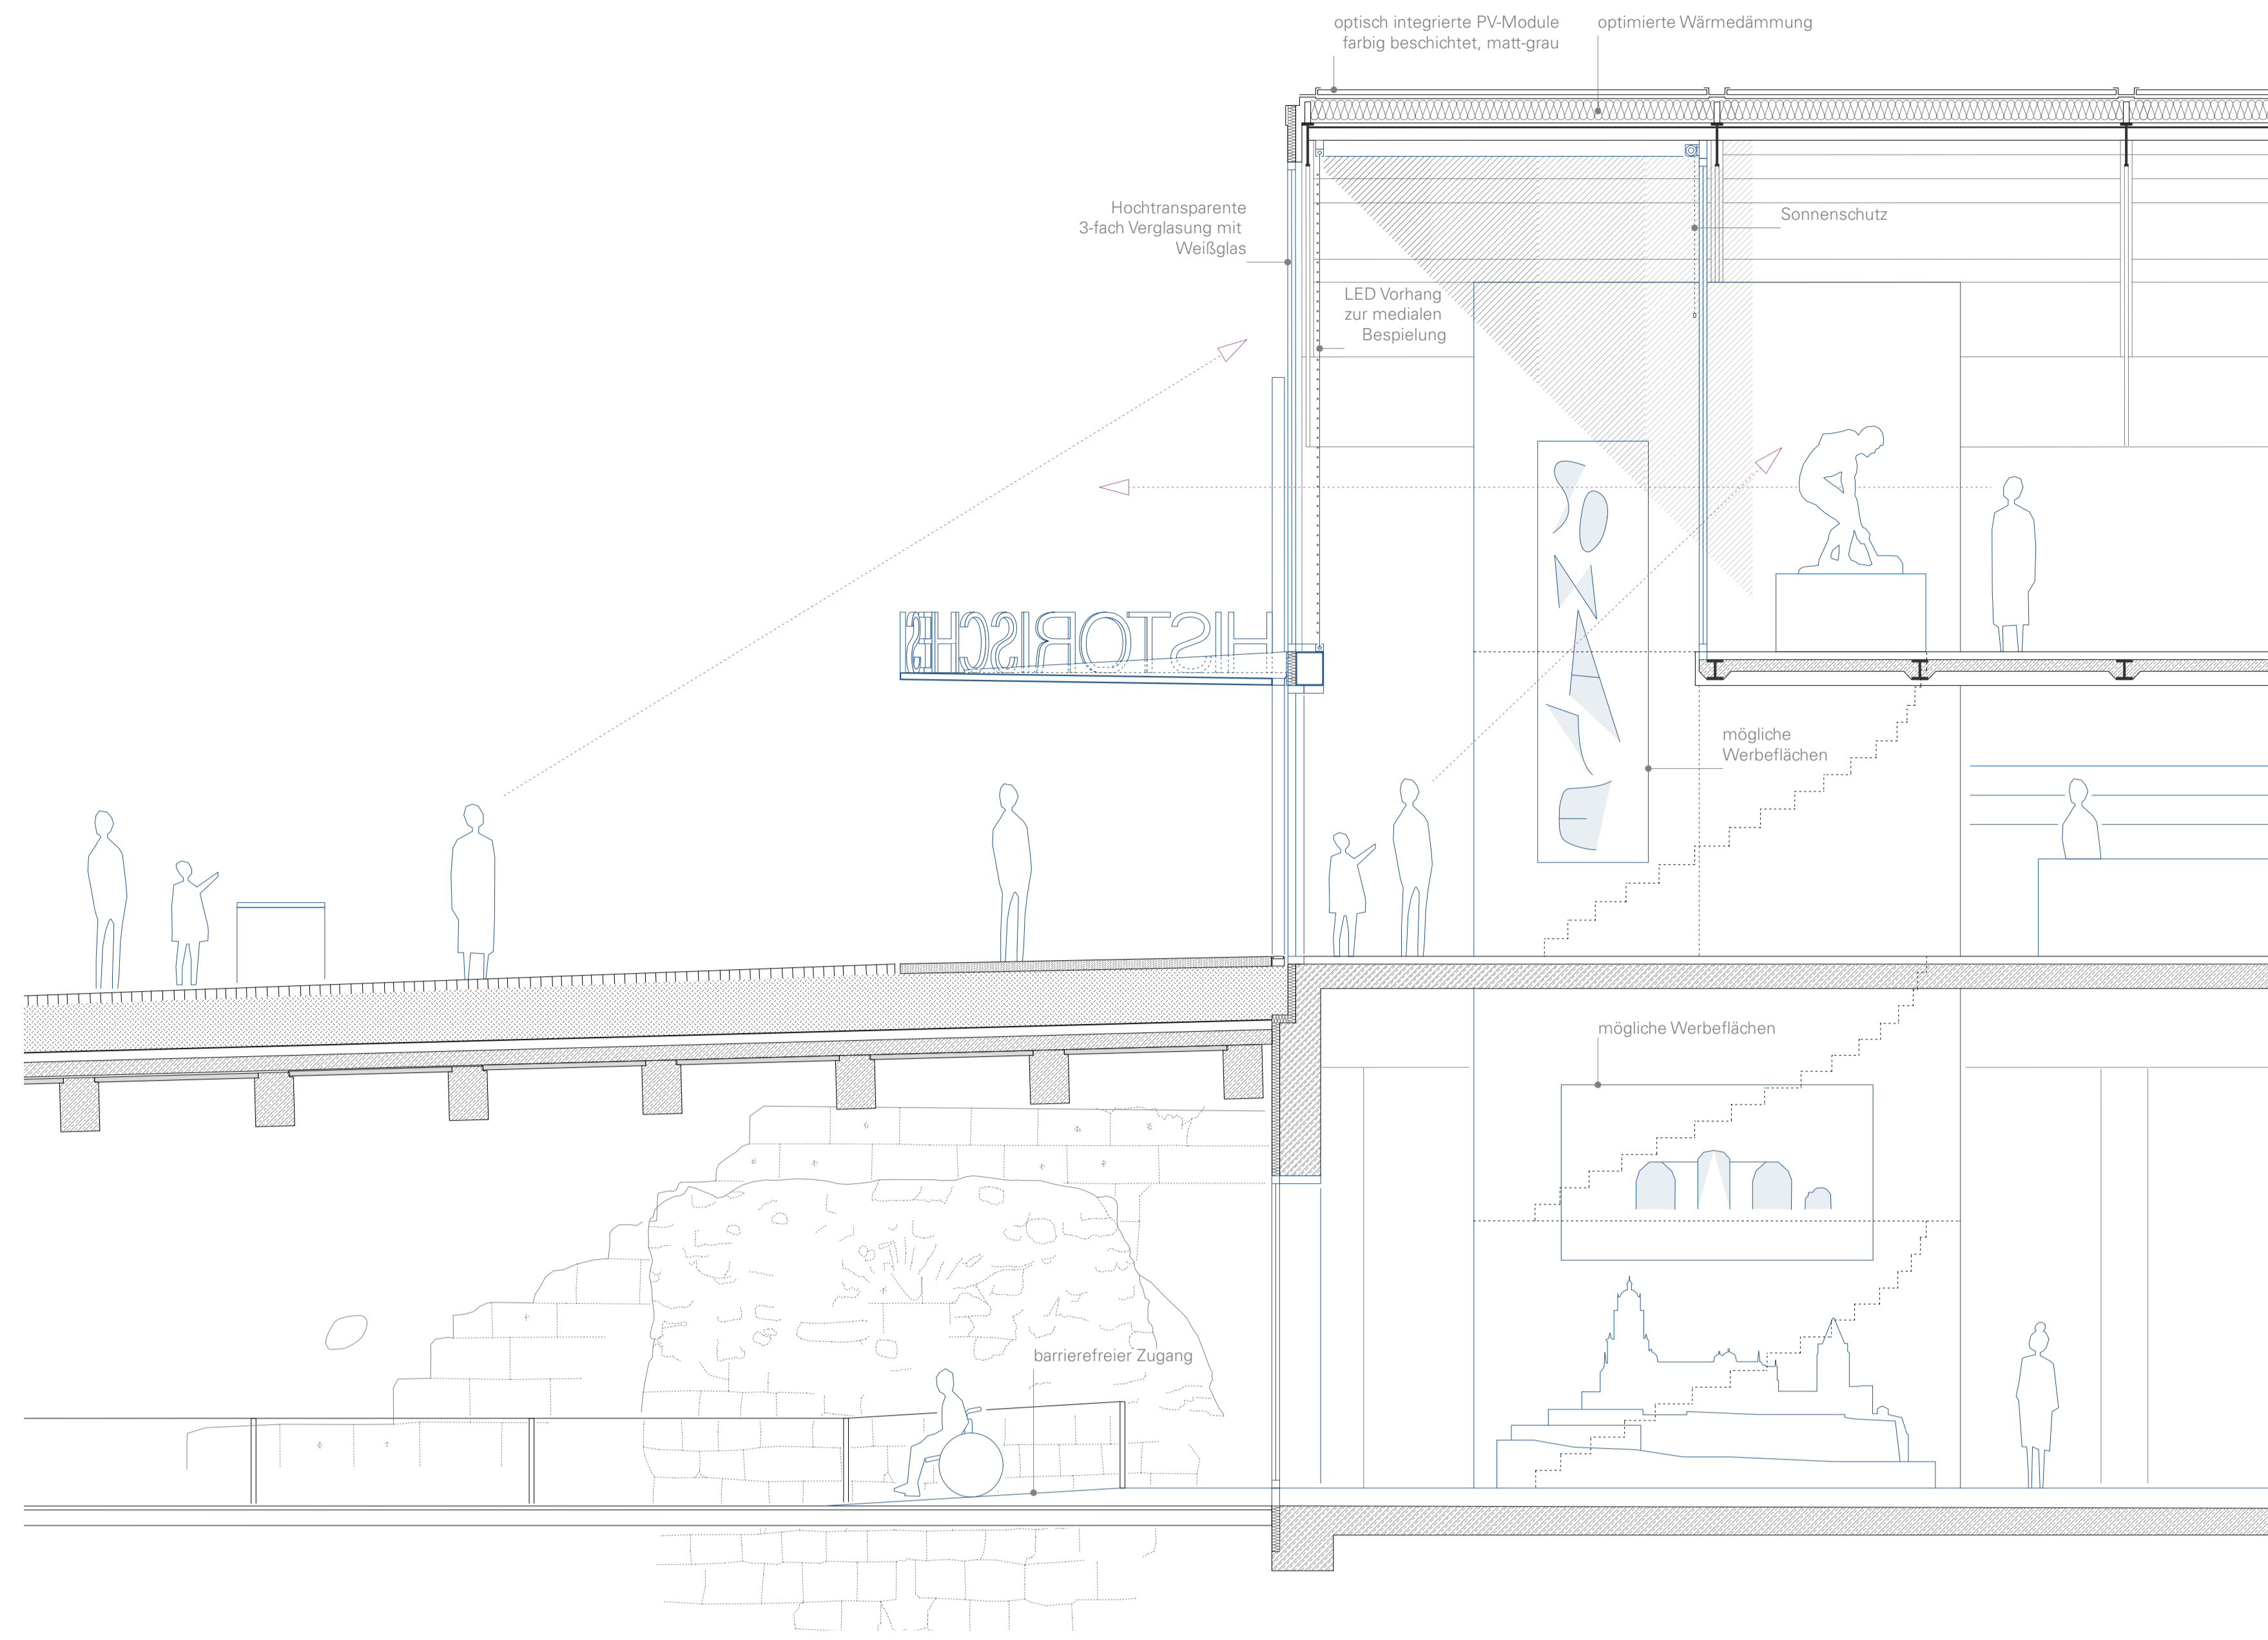 optisch integrierte PV-Module
farbig beschichtet, matt-grau
optimierte Wärmedämmung
Hochtransparente
3-fach Verglasung mit
Weißglas
Sonnenschutz
LED Vorhang
zur medialen
Bespielung
HISTORISCHES
mögliche
Werbeflächen
mögliche Werbeflächen
barrierefreier Zugang